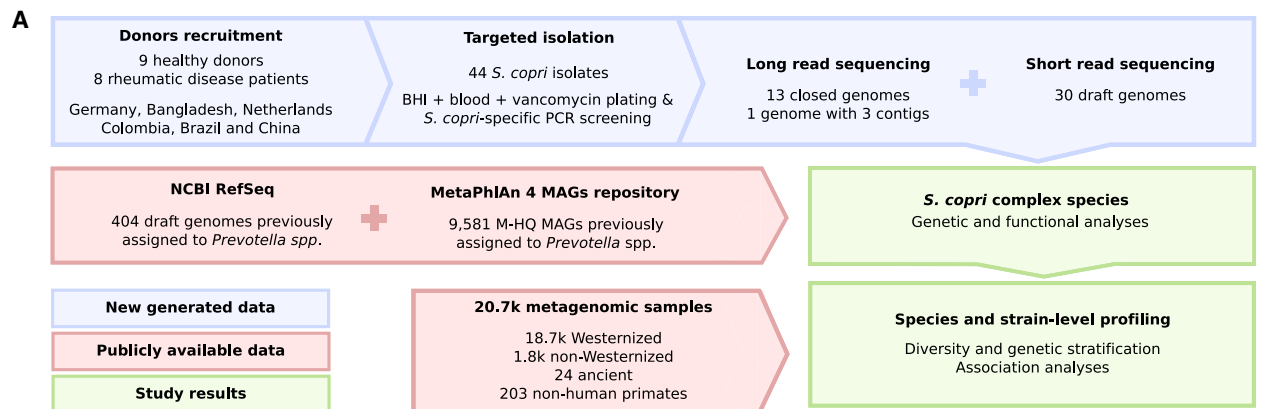 A
Donors recruitment
9 healthy donors
8 rheumatic disease patients
Germany, Bangladesh, Netherlands
Colombia, Brazil and China
Targeted isolation
44 S. copri isolates
BHI + blood + vancomycin plating &
S. copri-specific PCR screening
Long read sequencing
13 closed genomes
1 genome with 3 contigs
Short read sequencing
30 draft genomes
NCBI RefSeq
404 draft genomes previously
assigned to Prevotella spp.
MetaPhlAn 4 MAGs repository
9,581 M-HQ MAGs previously
assigned to Prevotella spp.
S. copri complex species
Genetic and functional analyses
New generated data
Publicly available data
Study results
20.7k metagenomic samples
18.7k Westernized
1.8k non-Westernized
24 ancient
203 non-human primates
Species and strain-level profiling
Diversity and genetic stratification
Association analyses